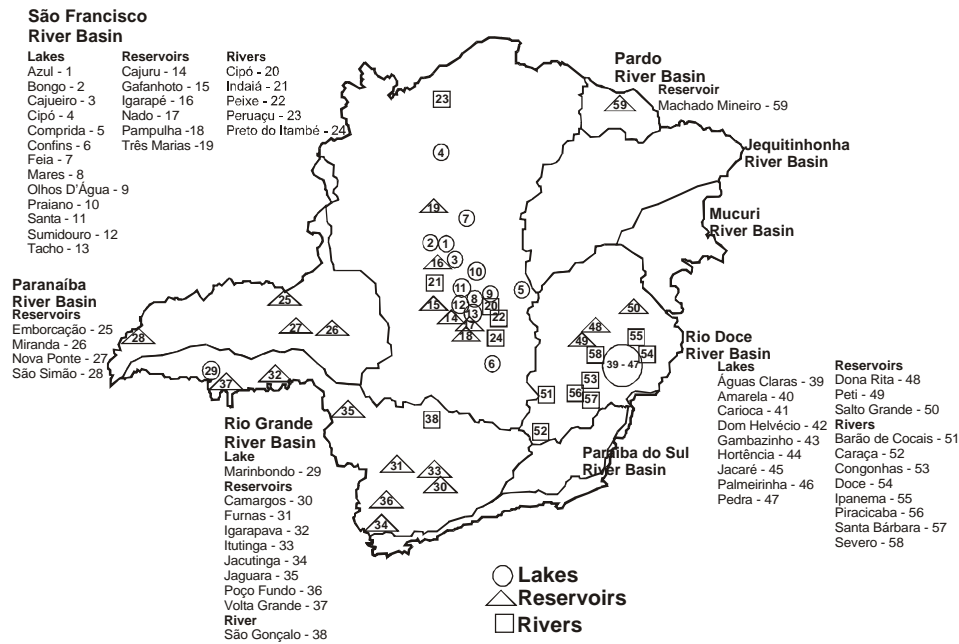 São Francisco
River Basin
Lakes
Azul - 1
Bongo - 2
Cajueiro - 3
Cipó - 4
Comprida - 5
Confins - 6
Feia - 7
Mares - 8
Olhos D'Água - 9
Praiano - 10
Santa - 11
Sumidouro - 12
Tacho - 13
Reservoirs
Cajuru - 14
Gafanhoto - 15
Igarapé - 16
Nado - 17
Pampulha -18
Três Marias -19
Rivers
Cipó - 20
Indaiá - 21
Peixe - 22
Peruaçu - 23
Preto do Itambé - 24
Pardo
River Basin
Reservoir
Machado Mineiro - 59
Jequitinhonha
River Basin
Mucuri
River Basin
Paranaíba
River Basin
Reservoirs
Emborcação - 25
Miranda - 26
Nova Ponte - 27
São Simão - 28
Rio Doce
River Basin
Lakes
Águas Claras - 39
Amarela - 40
Carioca - 41
Dom Helvécio - 42
Gambazinho - 43
Hortência - 44
Jacaré - 45
Palmeirinha - 46
Pedra - 47
Reservoirs
Dona Rita - 48
Peti - 49
Salto Grande - 50
Rivers
Barão de Cocais - 51
Caraça - 52
Congonhas - 53
Doce - 54
Ipanema - 55
Piracicaba - 56
Santa Bárbara - 57
Severo - 58
Rio Grande
River Basin
Lake
Marinbondo - 29
Reservoirs
Camargos - 30
Furnas - 31
Igarapava - 32
Itutinga - 33
Jacutinga - 34
Jaguara - 35
Poço Fundo - 36
Volta Grande - 37
River
São Gonçalo - 38
Paraíba do Sul
River Basin
23
59
4
19
7
2
1
3
16
10
21
11
5
9
8
15
12
20
13
14
22
17
18
24
6
25
27
26
28
29
37
32
35
38
31
33
30
36
34
50
48
49
55
58
54
39 - 47
53
51
56
57
52
Lakes
Reservoirs
Rivers